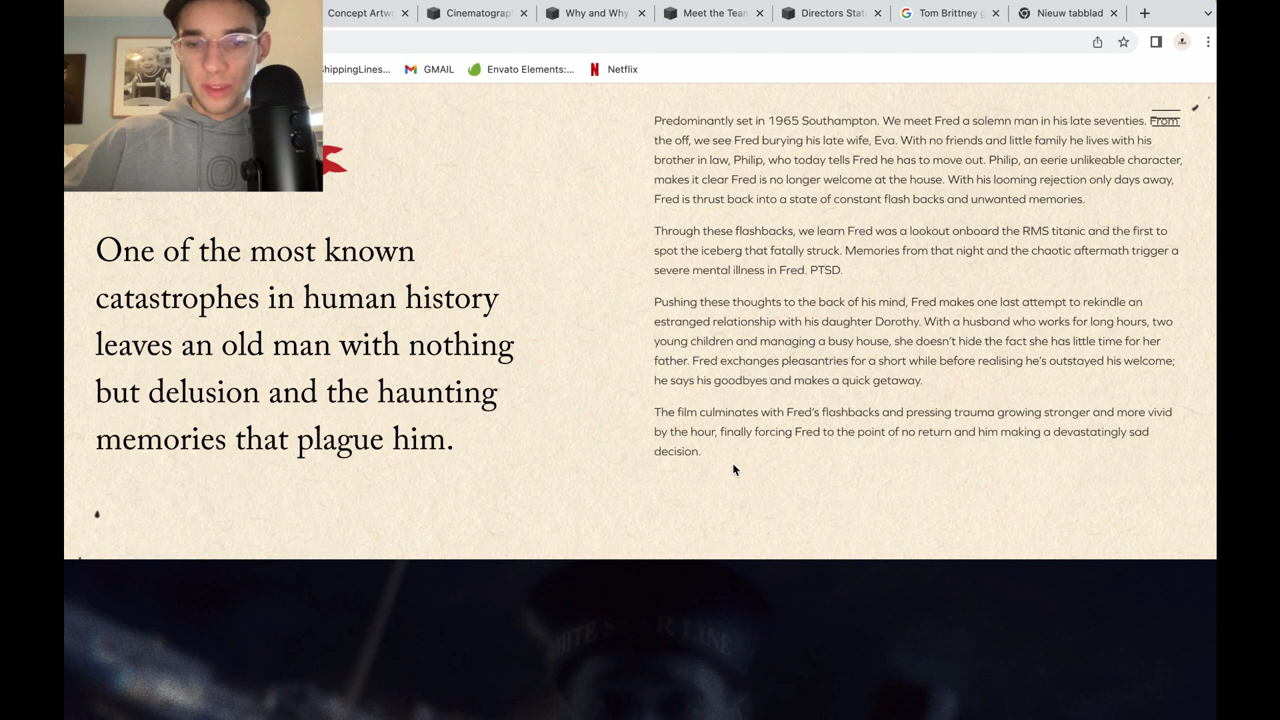 Concept Artw
Cinematograp
Why and Why
Meet the Tean
Directors Stat
Tom Brittney g
Nieuw tabblad
ShippingLines...
GMAIL
Envato Elements:...
Netflix
One of the most known
catastrophes in human history
leaves an old man with nothing
but delusion and the haunting
memories that plague him.
Predominantly set in 1965 Southampton. We meet Fred a solemn man in his late seventies. From
the off, we see Fred burying his late wife, Eva. With no friends and little family he lives with his
brother in law, Philip, who today tells Fred he has to move out. Philip, an eerie unlikeable character,
makes it clear Fred is no longer welcome at the house. With his looming rejection only days away,
Fred is thrust back into a state of constant flash backs and unwanted memories.
Through these flashbacks, we learn Fred was a lookout onboard the RMS titanic and the first to
spot the iceberg that fatally struck. Memories from that night and the chaotic aftermath trigger a
severe mental illness in Fred. PTSD.
Pushing these thoughts to the back of his mind, Fred makes one last attempt to rekindle an
estranged relationship with his daughter Dorothy. With a husband who works for long hours, two
young children and managing a busy house, she doesn't hide the fact she has little time for her
father. Fred exchanges pleasantries for a short while before realising he's outstayed his welcome;
he says his goodbyes and makes a quick getaway.
The film culminates with Fred's flashbacks and pressing trauma growing stronger and more vivid
by the hour, finally forcing Fred to the point of no return and him making a devastatingly sad
decision.
WHITE STAR LINE